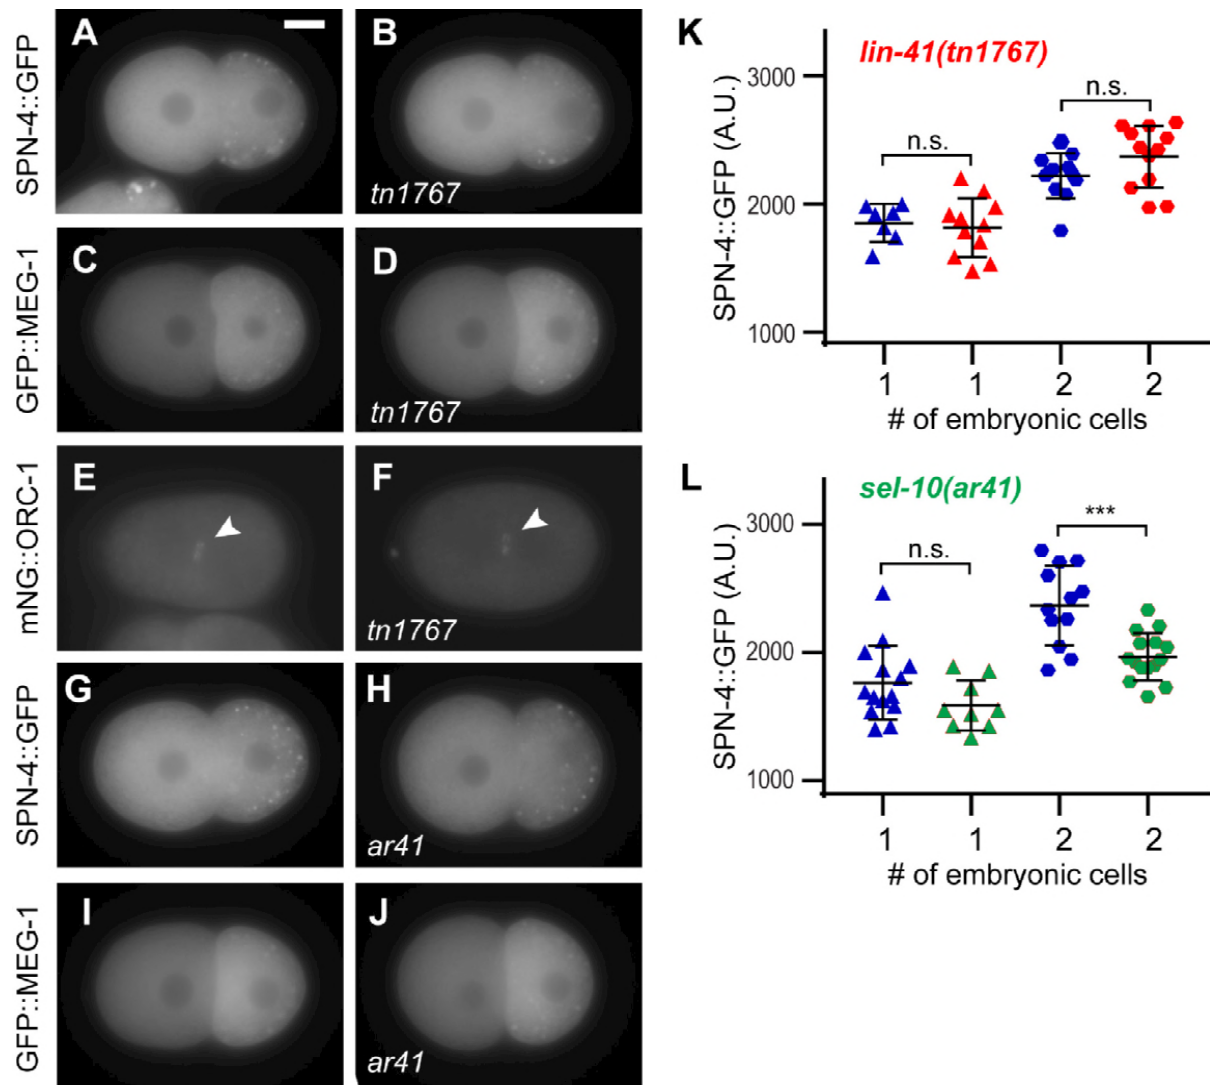 SPN-4::GFP
A
B
tn1767
GFP::MEG-1
C
D
tn1767
mNG::ORC-1
E
F
tn1767
SPN-4::GFP
G
H
ar41
GFP::MEG-1
I
J
ar41
K
lin-41(tn1767)
SPN-4::GFP (A.U.)
3000
2000
1000
n.s.
n.s.
1 1 2 2
# of embryonic cells
L
sel-10(ar41)
SPN-4::GFP (A.U.)
3000
2000
1000
n.s.
***
1 1 2 2
# of embryonic cells